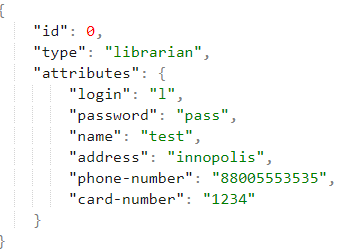 {
    "id": 0,
    "type": "librarian",
    "attributes": {
        "login": "l",
        "password": "pass",
        "name": "test",
        "address": "innopolis",
        "phone-number": "88005553535",
        "card-number": "1234"
    }
}